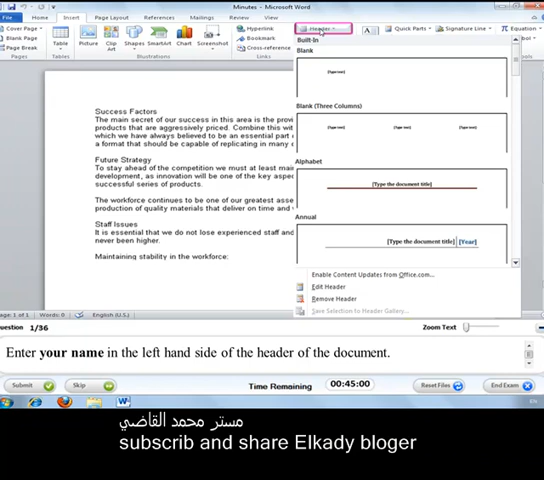 Minutes - Microsoft Word
File Home Insert Page Layout References Mailings Review View
Cover Page
Blank Page
Page Break
Pages
Table
Tables
Picture
Clip Art
Shapes
SmartArt
Chart
Screenshot
Hyperlink
Bookmark
Cross-reference
Links
Header
Quick Parts
Signature Line
Equation
Built-In
Blank
[Type text]
Blank (Three Columns)
[Type text] [Type text] [Type text]
Alphabet
[Type the document title]
Annual
[Type the document title] [Year]
Enable Content Updates from Office.com...
Edit Header
Remove Header
Save Selection to Header Gallery...
Success Factors
The main secret of our success in this area is the provi
products that are aggressively priced. Combine this wit
which we have always believed to be an essential part
a format that should be capable of replicating in many
Future Strategy
To stay ahead of the competition we must at least main
development, as innovation will be one of the key aspe
successful series of products.
The workforce continues to be one of our greatest asse
production of quality materials that deliver on time and
Staff Issues
It is essential that we do not lose experienced staff and
never been higher.
Maintaining stability in the workforce:
age: 1 of 1 Words: 0 English (U.S.)
uestion 1/36
Zoom Text
Enter your name in the left hand side of the header of the document.
Submit
Skip
Time Remaining 00:45:00
Reset Files
End Exam
EN
مستر محمد القاضي
subscrib and share Elkady bloger